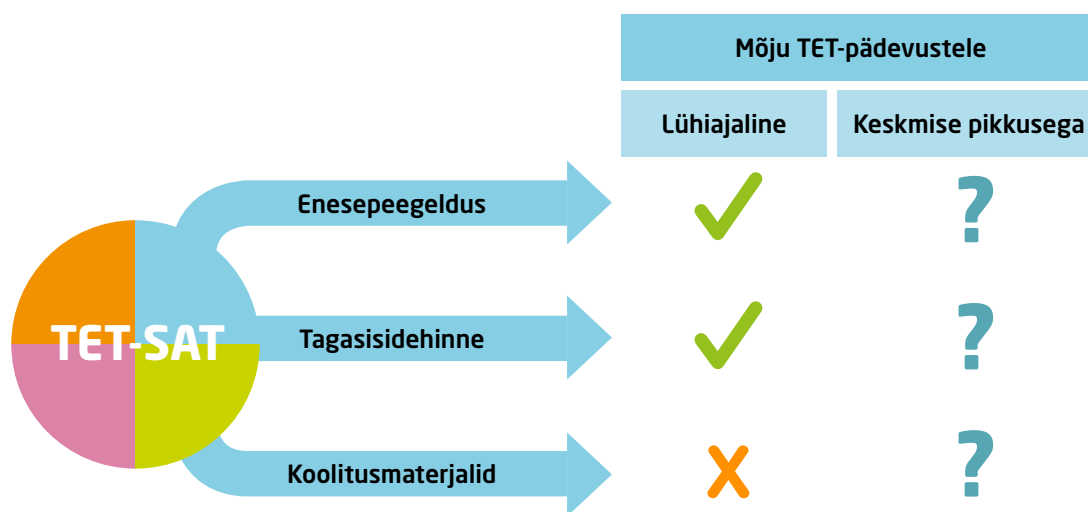 Mõju TET-pädevustele
Lühiajaline
Keskmise pikkusega
Enesepeegeldus
?
TET-SAT
Tagasisidehinne
?
Koolitusmaterjalid
X
?